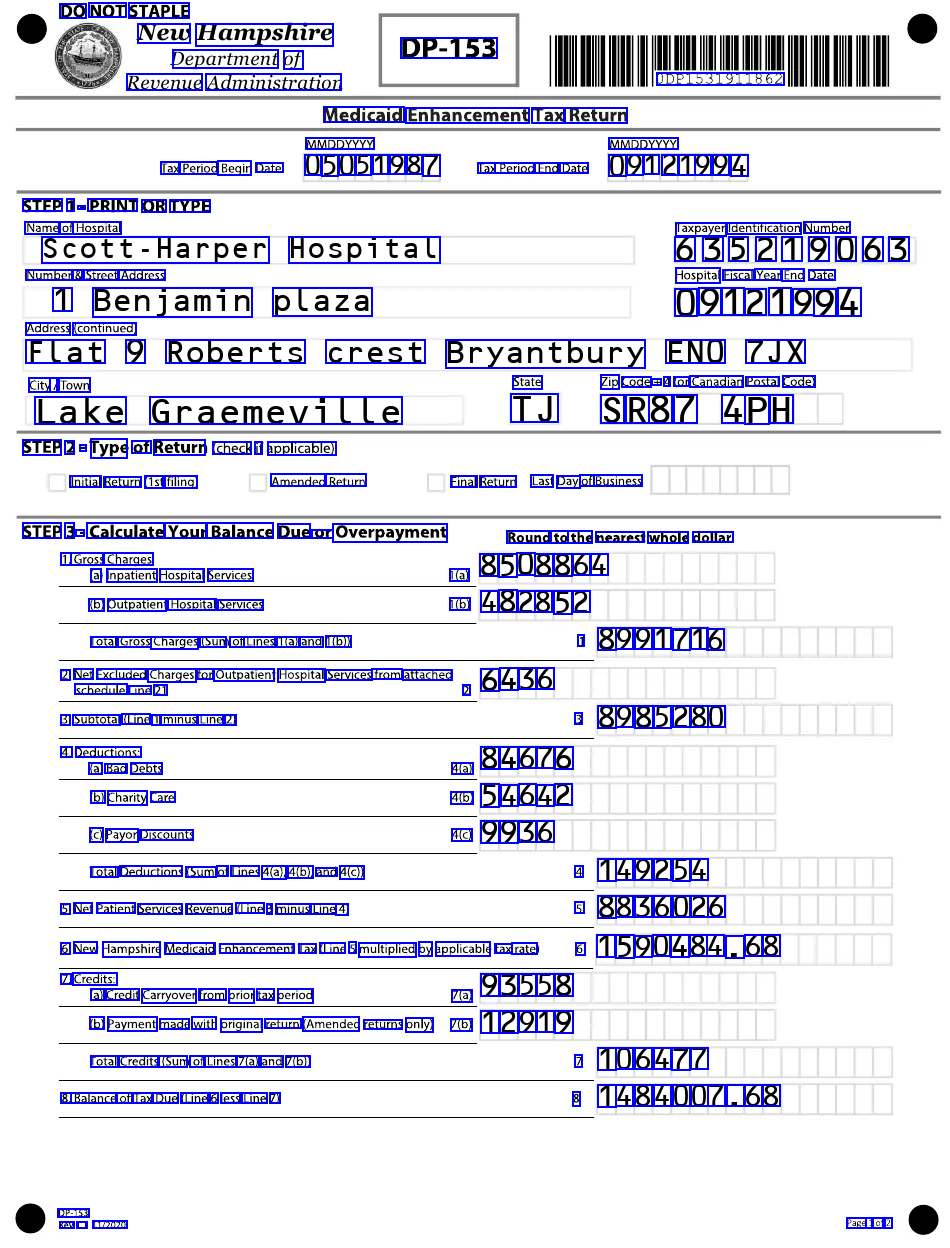 DO NOT STAPLE
New Hampshire
Department of
Revenue Administration
DP-153
0DP1531911862
Medicaid Enhancement Tax Return
MMDDYYYY MMDDYYYY
Tax Period Begin Date 05051987 Tax Period End Date 09121994
STEP 1 - PRINT OR TYPE
Name of Hospital Taxpayer Identification Number
Scott-Harper Hospital 635219063
Number & Street Address Hospital Fiscal Year End Date
1 Benjamin plaza 09121994
Address (continued)
Flat 9 Roberts crest Bryantbury EN0 7JX
City / Town State Zip Code + 4 (or Canadian Postal Code)
Lake Graemeville TJ SR87 4PH
STEP 2 - Type of Return (check if applicable)
Initial Return (1st filing Amended Return Final Return Last Day of Business
STEP 3 - Calculate Your Balance Due or Overpayment Round to the nearest whole dollar
1 Gross Charges
a Inpatient Hospital Services 1(a) 8508864
(b) Outpatient Hospital Services 1(b) 482852
Total Gross Charges (Sum of Lines 1(a) and 1(b)) 1 8991716
2 Net Excluded Charges for Outpatient Hospital Services from attached
schedule Line 21 2 6436
3 Subtotal (Line 1 minus Line 2) 3 8985280
4 Deductions:
(a) Bad Debts 4(a) 84676
b) Charity Care 4(b) 54642
(c) Payor Discounts 4(c) 9936
Total Deductions (Sum of Lines 4(a), 4(b), and 4(c)) 4 149254
5 Net Patient Services Revenue (Line 3 minus Line 4) 5 8836026
6 New Hampshire Medicaid Enhancement Tax (Line 5 multiplied by applicable tax rate) 6 1590484.68
7 Credits:
a) Credit Carryover from prior tax period 7(a) 93558
(b) Payment made with original return (Amended returns only) 7(b) 12919
Total Credits (Sum of Lines 7(a) and 7(b)) 7 106477
8 Balance of Tax Due (Line 6 less Line 7) 8 1484007.68
DP-153
Page 1 of 2